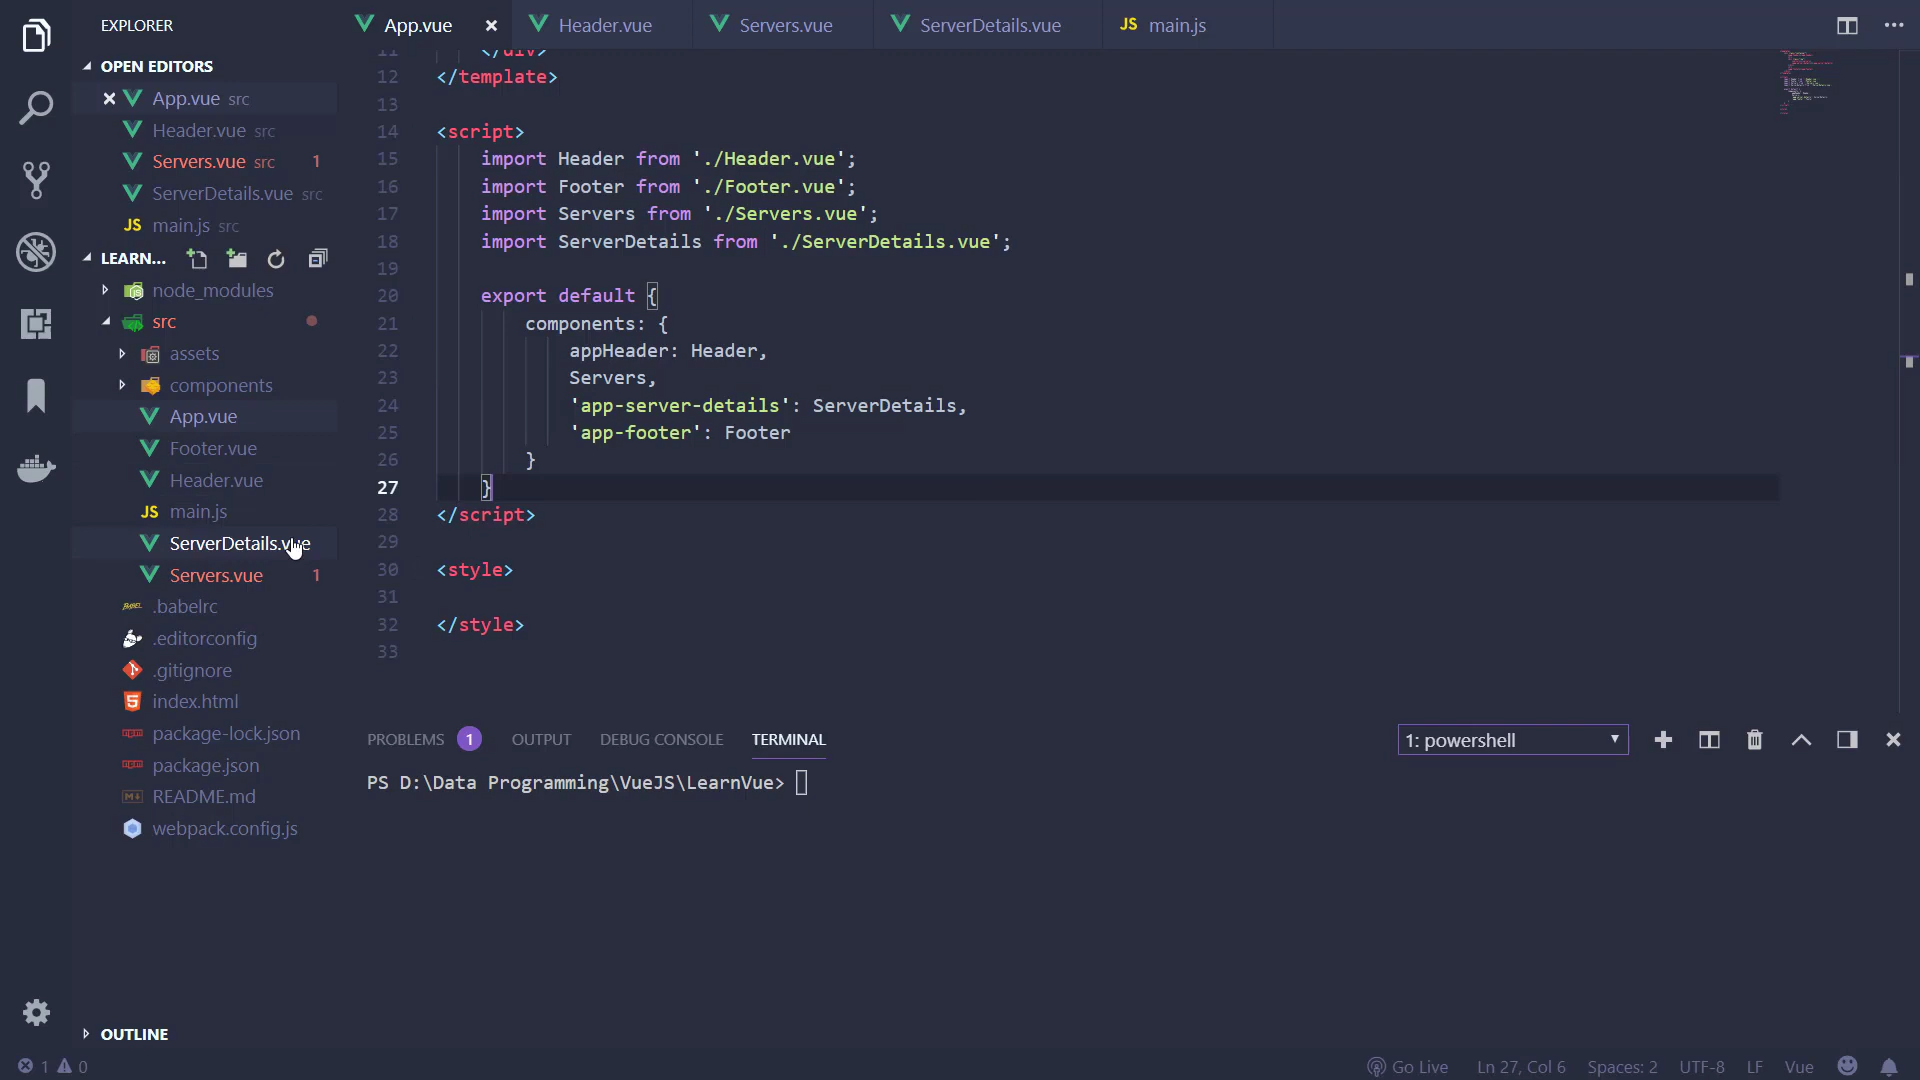 EXPLORER
OPEN EDITORS
App.vue src
Header.vue src
Servers.vue src 1
ServerDetails.vue src
JS main.js src
LEARN...
node_modules
src
assets
components
App.vue
Footer.vue
Header.vue
JS main.js
ServerDetails.vue
Servers.vue 1
.babelrc
.editorconfig
.gitignore
index.html
package-lock.json
package.json
README.md
webpack.config.js
OUTLINE
App.vue
Header.vue
Servers.vue
ServerDetails.vue
JS main.js
11 </div>
12 </template>
13
14 <script>
15 import Header from './Header.vue';
16 import Footer from './Footer.vue';
17 import Servers from './Servers.vue';
18 import ServerDetails from './ServerDetails.vue';
19
20 export default {
21 components: {
22 appHeader: Header,
23 Servers,
24 'app-server-details': ServerDetails,
25 'app-footer': Footer
26 }
27 }
28 </script>
29
30 <style>
31
32 </style>
33
PROBLEMS 1 OUTPUT DEBUG CONSOLE TERMINAL
1: powershell
PS D:\Data Programming\VueJS\LearnVue>
1 0
Go Live Ln 27, Col 6 Spaces: 2 UTF-8 LF Vue